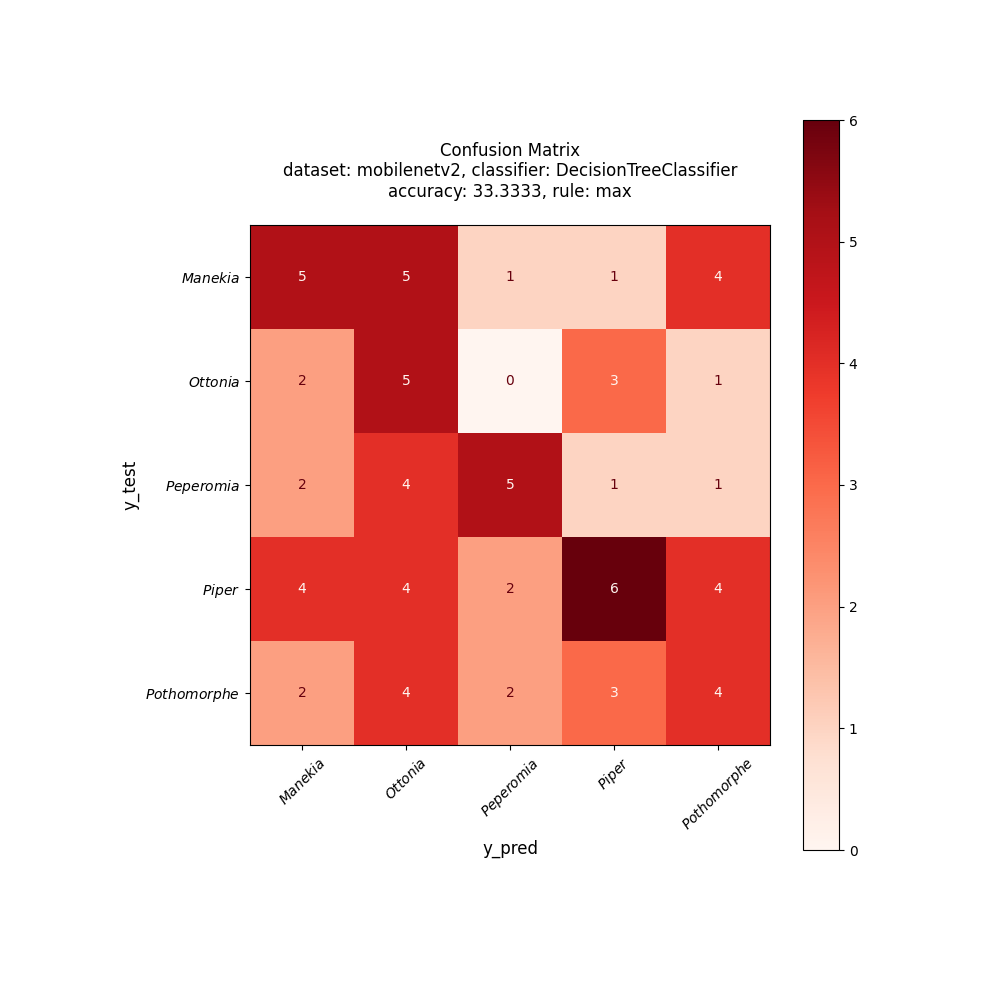 Confusion Matrix
dataset: mobilenetv2, classifier: DecisionTreeClassifier
accuracy: 33.3333, rule: max
y_test
Manekia 5 5 1 1 4
Ottonia 2 5 0 3 1
Peperomia 2 4 5 1 1
Piper 4 4 2 6 4
Pothomorphe 2 4 2 3 4
Manekia Ottonia Peperomia Piper Pothomorphe
y_pred
6
5
4
3
2
1
0